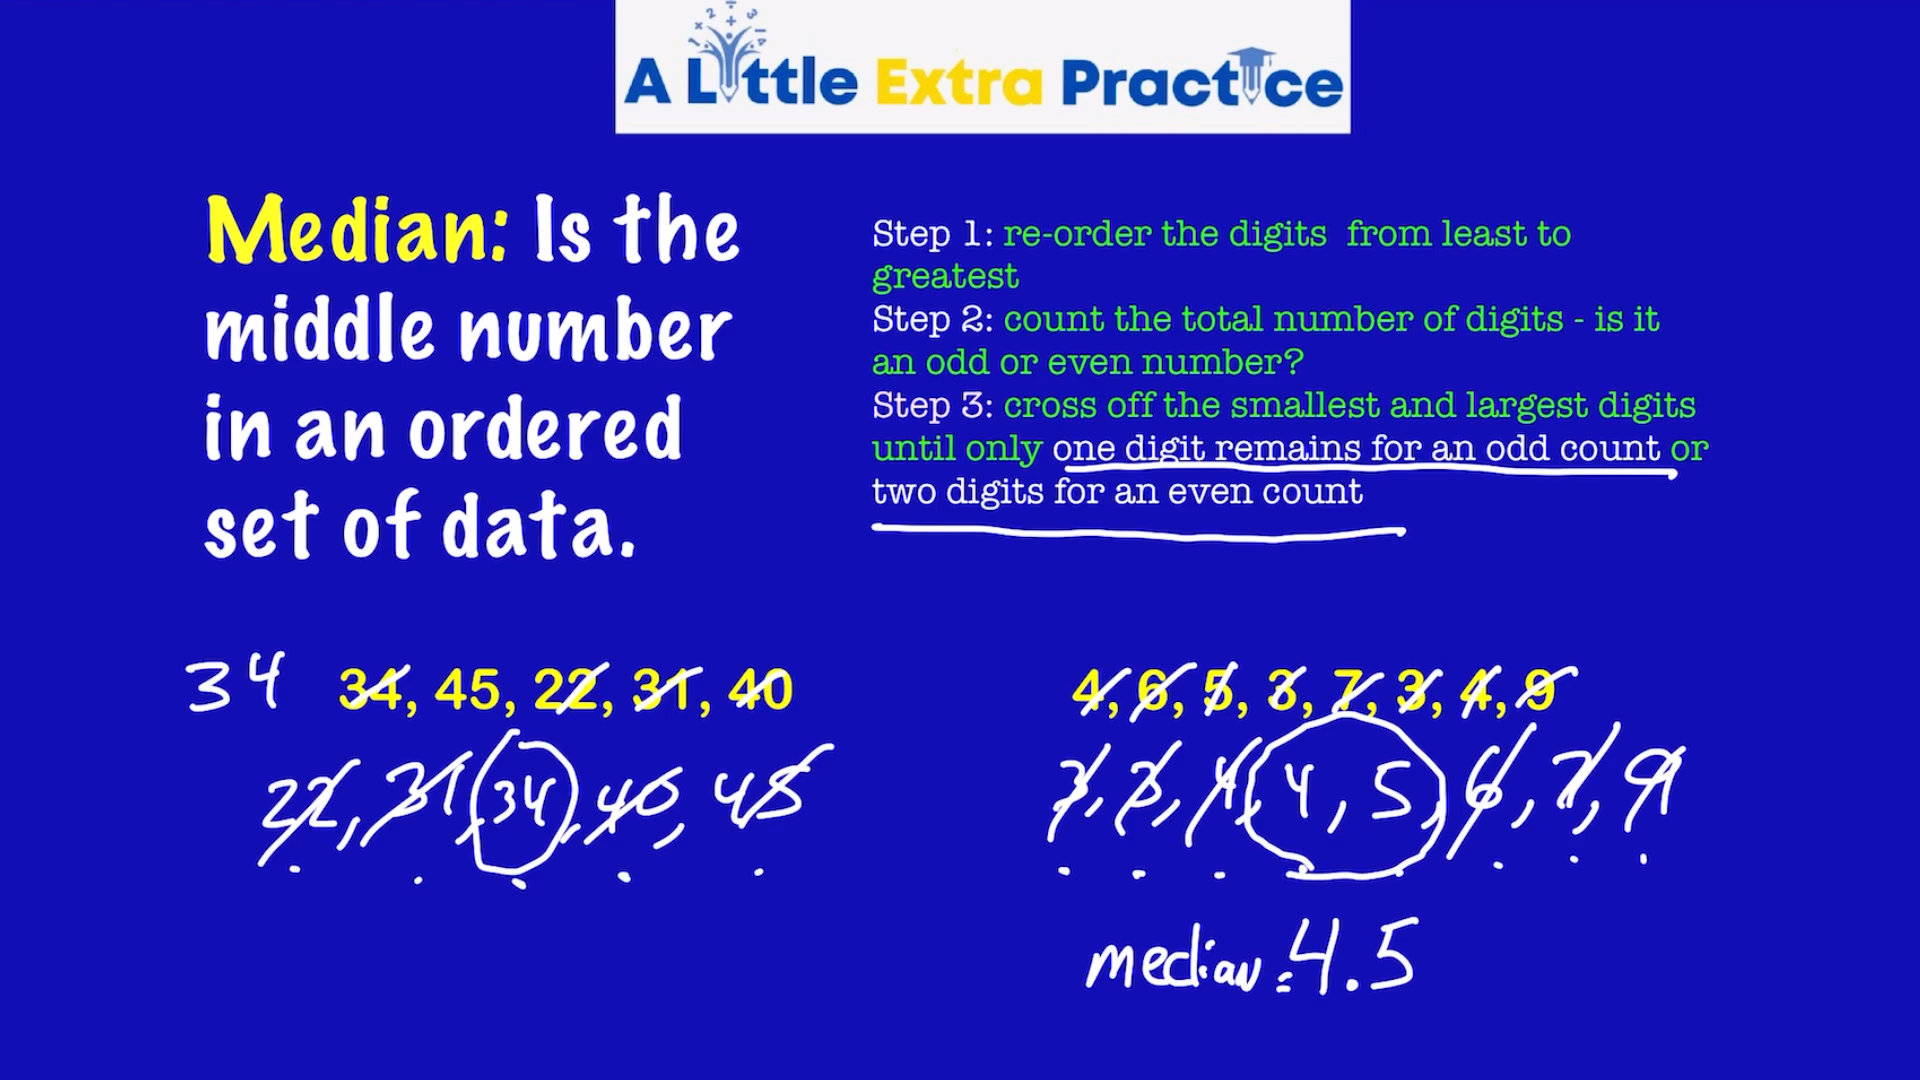 A Little Extra Practice
Median: Is the
middle number
in an ordered
set of data.
Step 1: re-order the digits from least to
greatest
Step 2: count the total number of digits - is it
an odd or even number?
Step 3: cross off the smallest and largest digits
until only one digit remains for an odd count or
two digits for an even count
34 34, 45, 22, 31, 40
22, 31, 34, 40, 45
4, 6, 5, 3, 7, 3, 4, 9
3, 3, 4, 4, 5, 6, 7, 9
median = 4.5